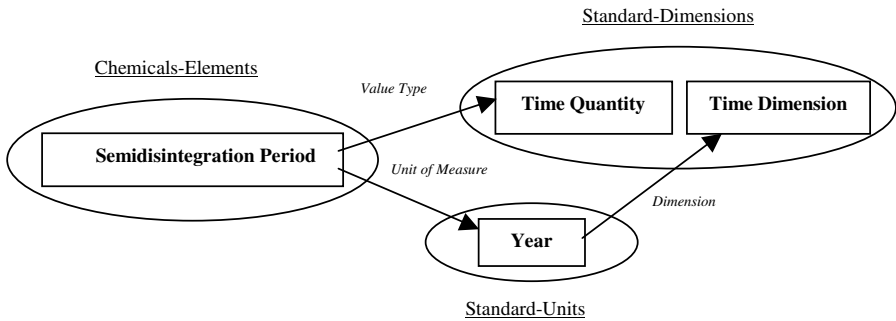 Standard-Dimensions
Chemicals-Elements
Value Type
Time Quantity
Time Dimension
Semidisintegration Period
Unit of Measure
Dimension
Year
Standard-Units